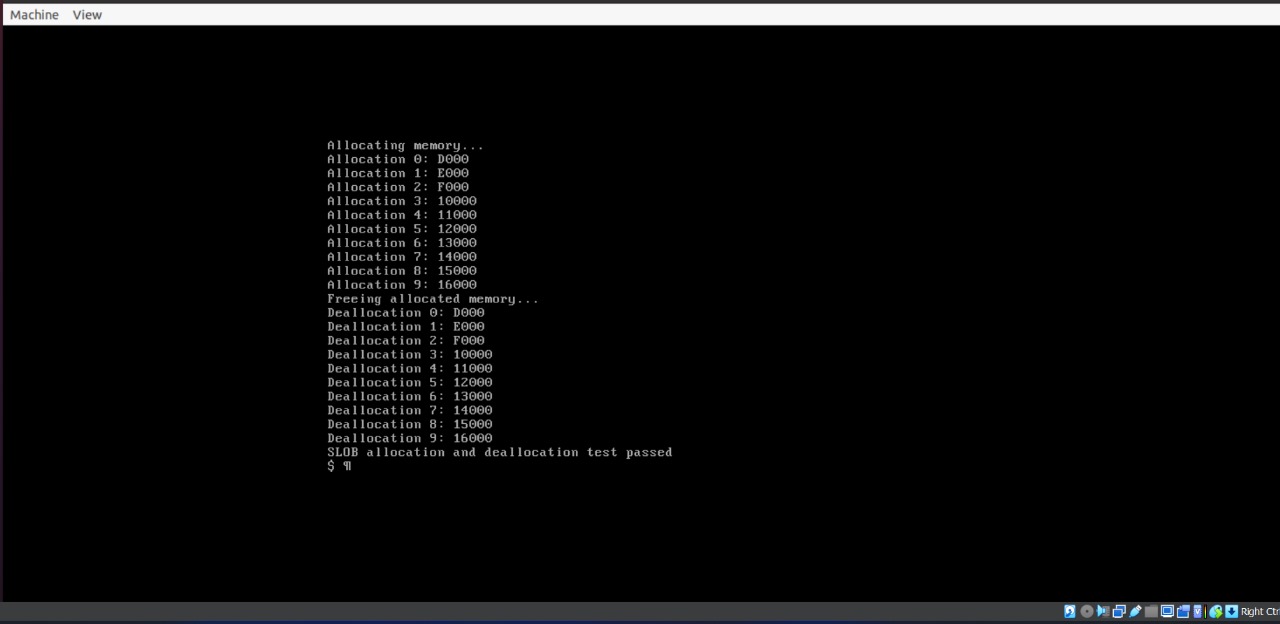 Machine View
Allocating memory...
Allocation 0: D000
Allocation 1: E000
Allocation 2: F000
Allocation 3: 10000
Allocation 4: 11000
Allocation 5: 12000
Allocation 6: 13000
Allocation 7: 14000
Allocation 8: 15000
Allocation 9: 16000
Freeing allocated memory...
Deallocation 0: D000
Deallocation 1: E000
Deallocation 2: F000
Deallocation 3: 10000
Deallocation 4: 11000
Deallocation 5: 12000
Deallocation 6: 13000
Deallocation 7: 14000
Deallocation 8: 15000
Deallocation 9: 16000
SLOB allocation and deallocation test passed
$ ¶
Right Ctr